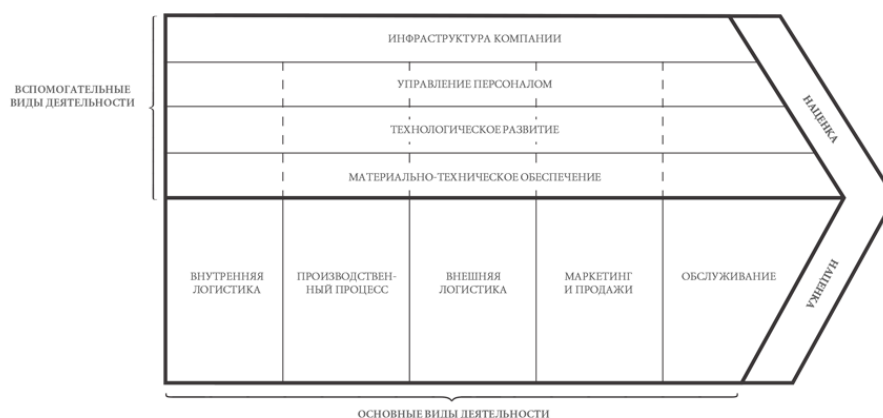 ИНФРАСТРУКТУРА КОМПАНИИ
ВСПОМОГАТЕЛЬНЫЕ
ВИДЫ ДЕЯТЕЛЬНОСТИ
УПРАВЛЕНИЕ ПЕРСОНАЛОМ
ТЕХНОЛОГИЧЕСКОЕ РАЗВИТИЕ
МАТЕРИАЛЬНО-ТЕХНИЧЕСКОЕ ОБЕСПЕЧЕНИЕ
НАЦЕНКА
ВНУТРЕННЯЯ
ЛОГИСТИКА
ПРОИЗВОДСТВЕН-
НЫЙ ПРОЦЕСС
ВНЕШНЯЯ
ЛОГИСТИКА
МАРКЕТИНГ
И ПРОДАЖИ
ОБСЛУЖИВАНИЕ
НАЦЕНКА
ОСНОВНЫЕ ВИДЫ ДЕЯТЕЛЬНОСТИ